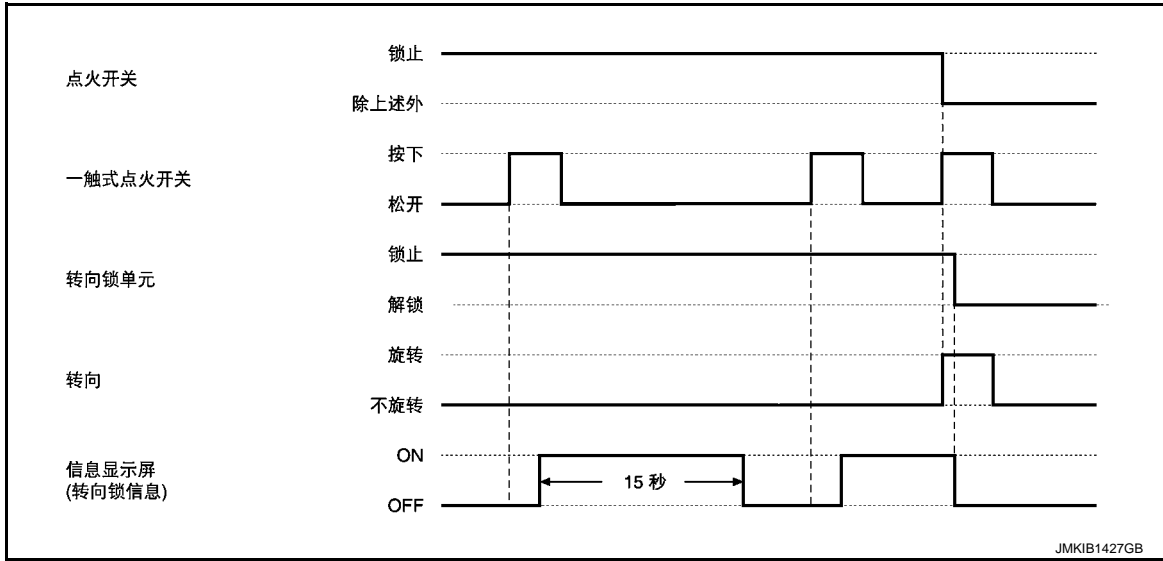 点火开关
锁止
除上述外
一触式点火开关
按下
松开
转向锁单元
锁止
解锁
转向
旋转
不旋转
信息显示屏
(转向锁信息)
ON
15 秒
OFF
JMKIB1427GB